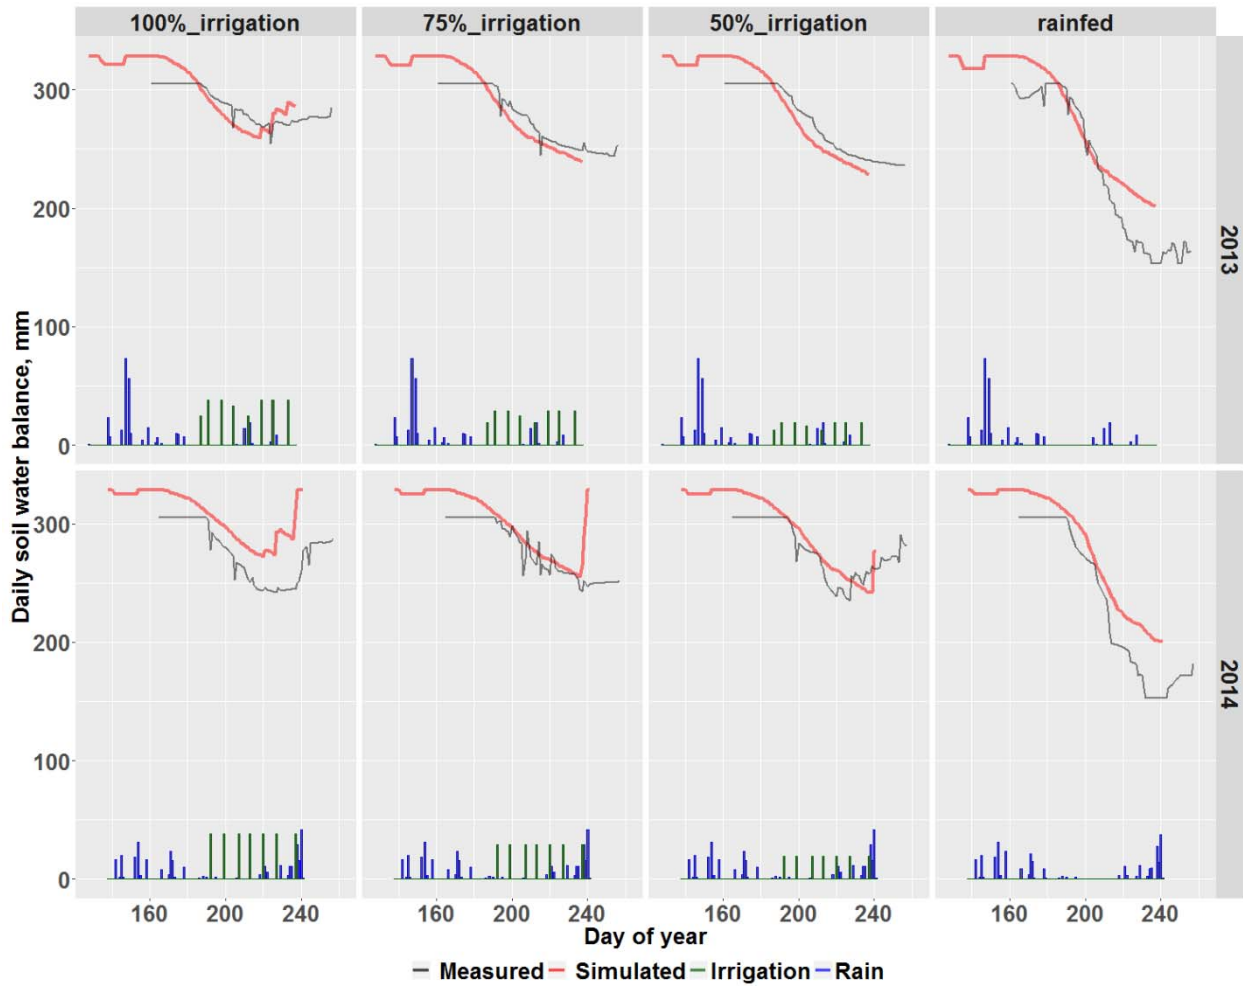 100%_irrigation 75%_irrigation 50%_irrigation rainfed
300
200
100
0
2013
Daily soil water balance, mm
300
200
100
0
2014
160 200 240 160 200 240 160 200 240 160 200 240
Day of year
Measured Simulated Irrigation Rain